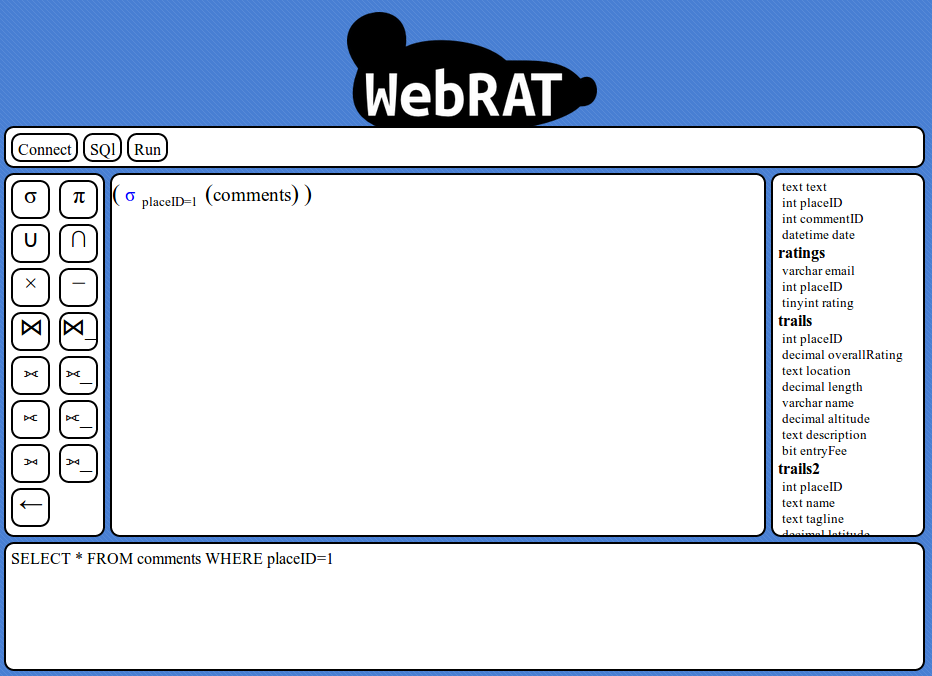 WebRAT
Connect SQl Run
σ π
∪ ∩
× −
⋈ ⋈_
⟗ ⟗_
⟕ ⟕_
⟖ ⟖_
←
( σ placeID=1 (comments) )
text text
int placeID
int commentID
datetime date
ratings
varchar email
int placeID
tinyint rating
trails
int placeID
decimal overallRating
text location
decimal length
varchar name
decimal altitude
text description
bit entryFee
trails2
int placeID
text name
text tagline
decimal latitude
SELECT * FROM comments WHERE placeID=1